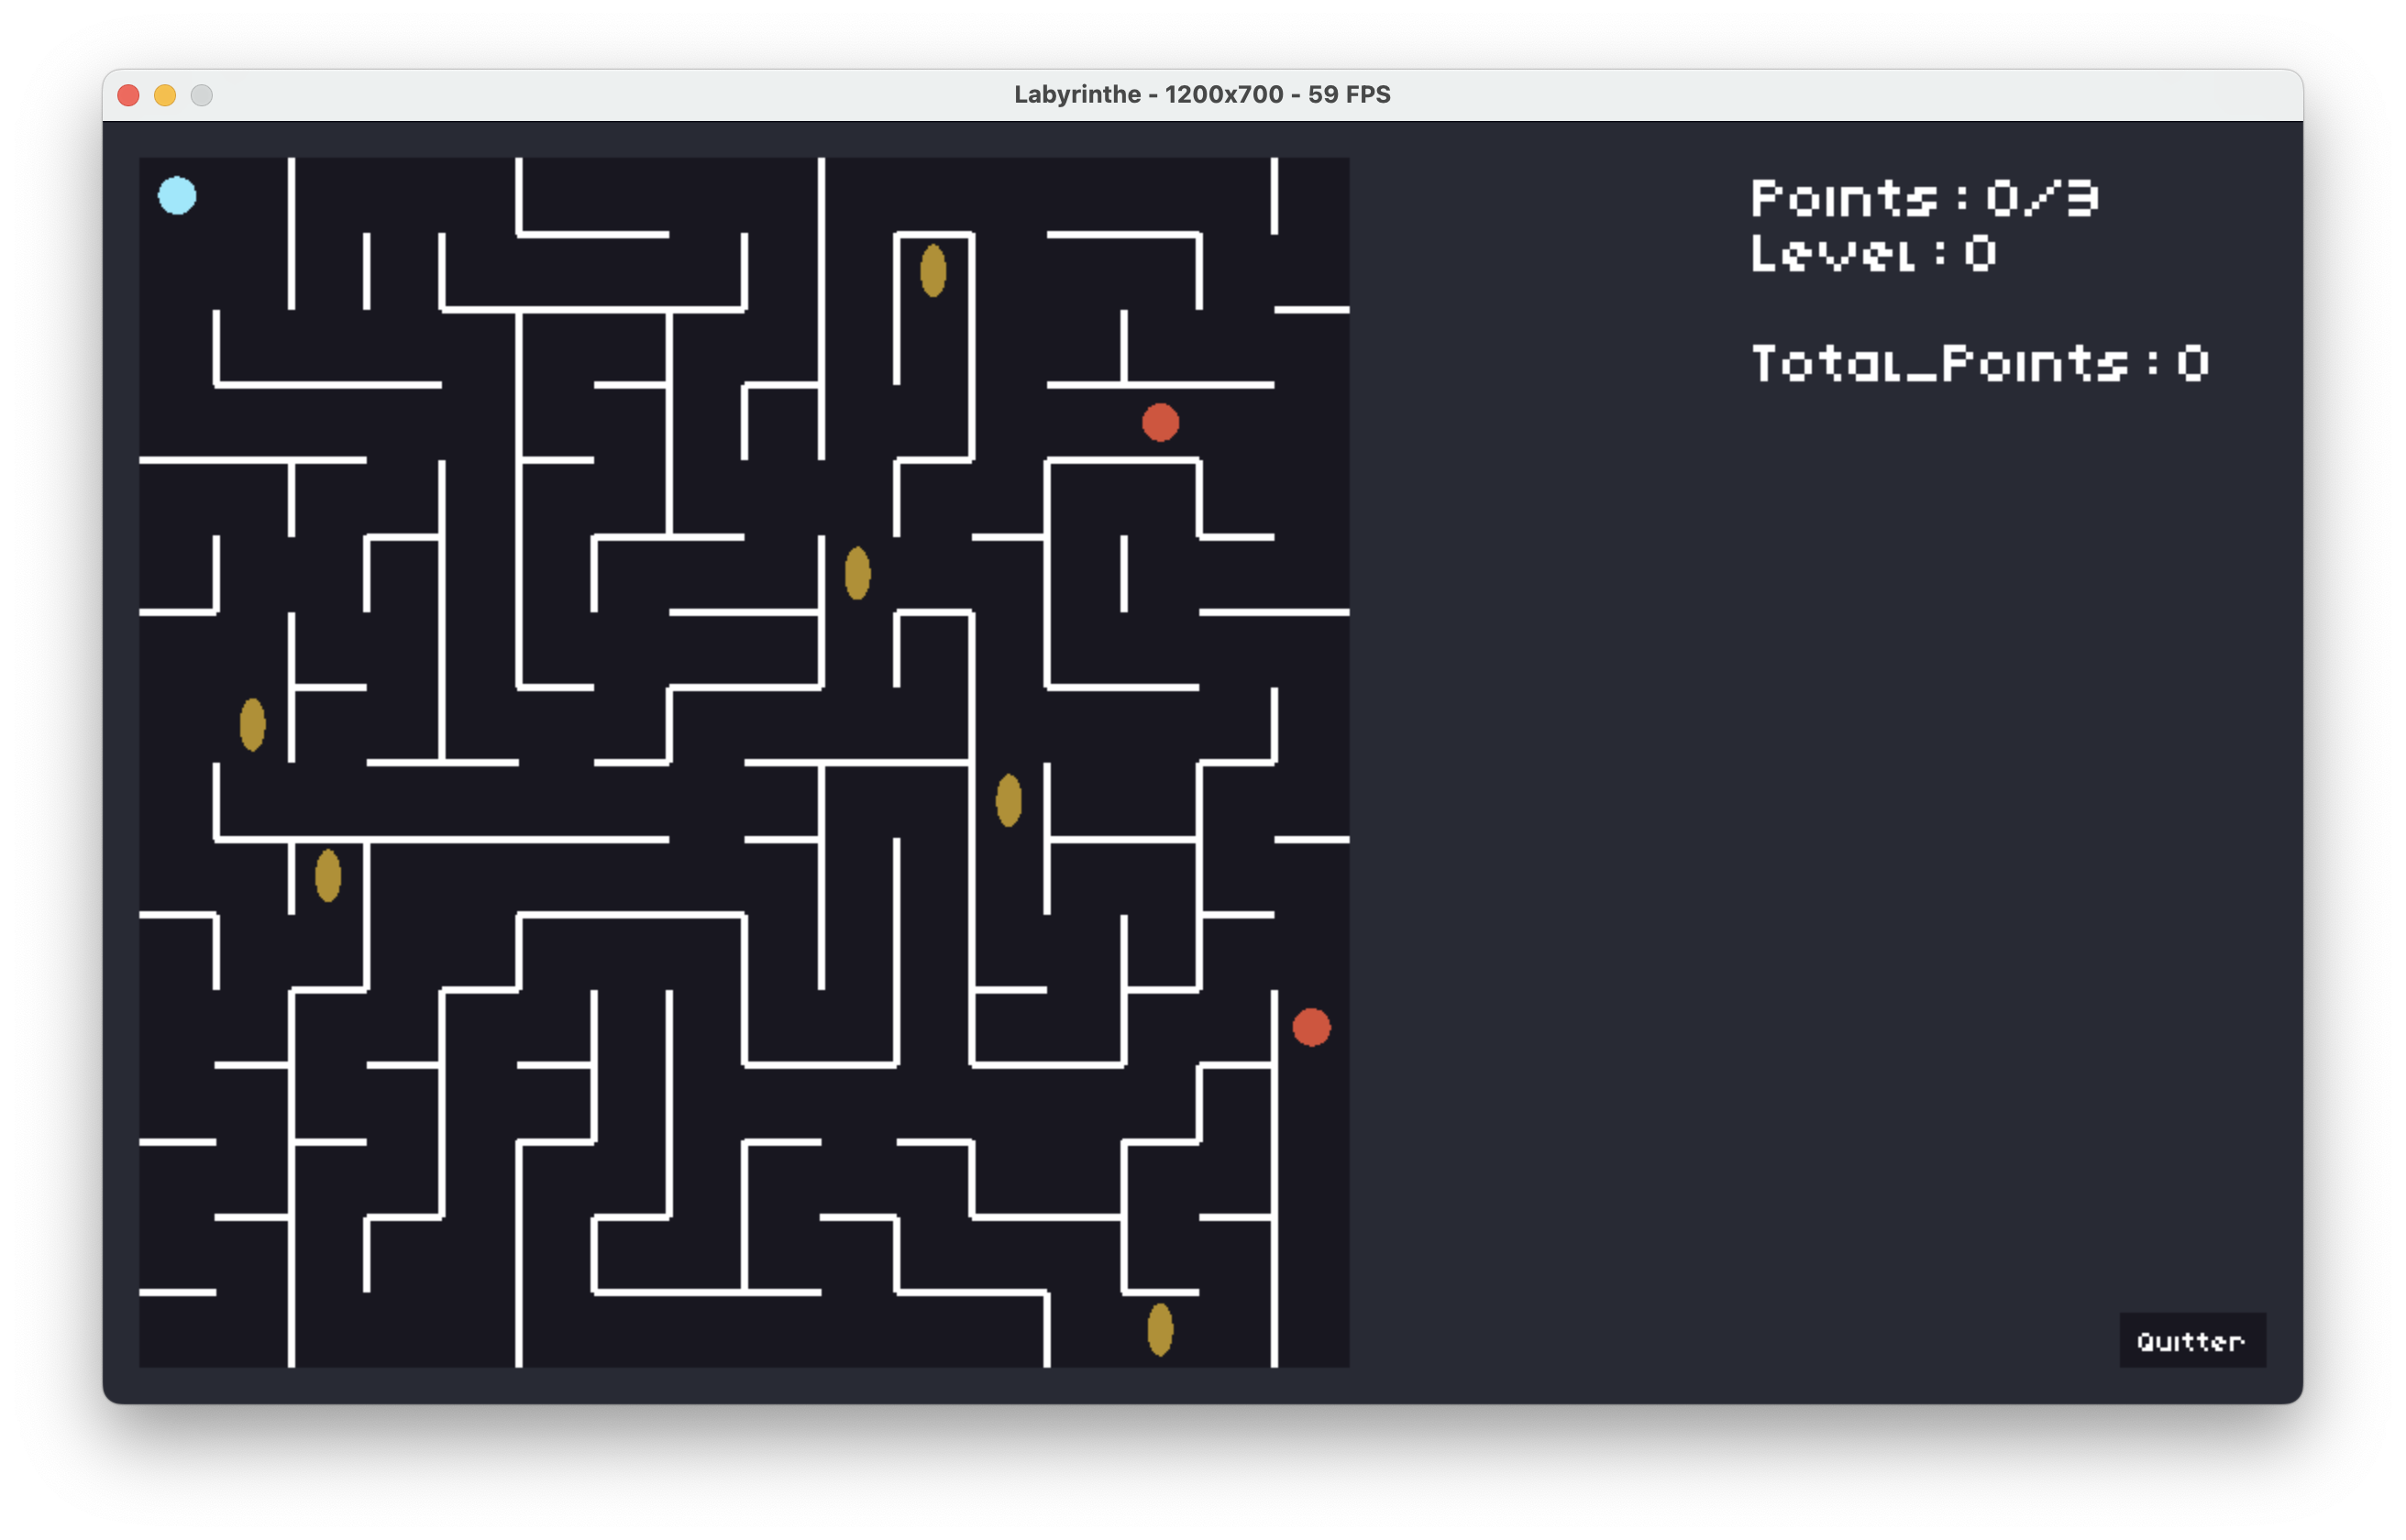 Labyrinthe - 1200x700 - 59 FPS
Points:0/3
Level:0
Total_Points:0
Quitter